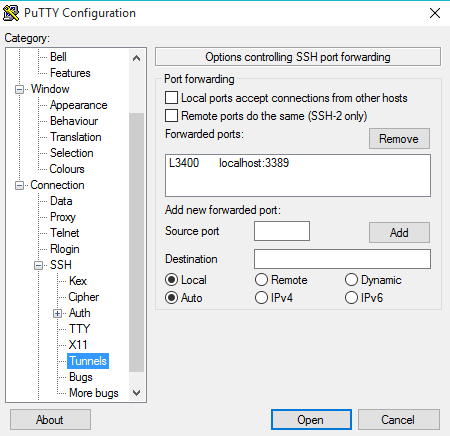 PuTTY Configuration
Category:
Bell
Features
Window
Appearance
Behaviour
Translation
Selection
Colours
Connection
Data
Proxy
Telnet
Rlogin
SSH
Kex
Cipher
Auth
TTY
X11
Tunnels
Bugs
More bugs
Options controlling SSH port forwarding
Port forwarding
Local ports accept connections from other hosts
Remote ports do the same (SSH-2 only)
Forwarded ports:
Remove
L3400 localhost:3389
Add new forwarded port:
Source port
Add
Destination
Local Remote Dynamic
Auto IPv4 IPv6
About
Open
Cancel